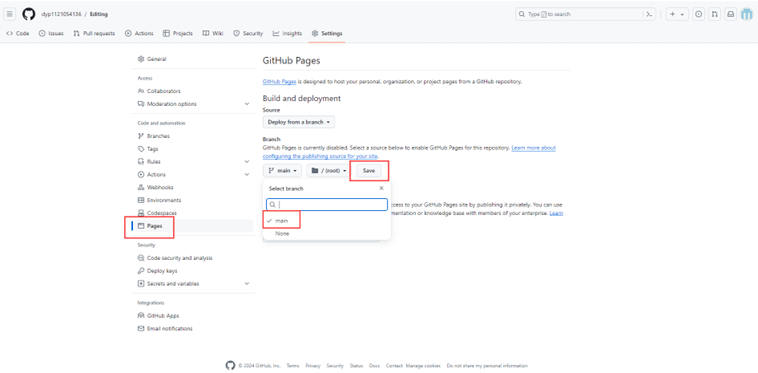 dyp1121054136 / Editing
Type / to search
Code Issues Pull requests Actions Projects Wiki Security Insights Settings
General
Access
Collaborators
Moderation options
Code and automation
Branches
Tags
Rules
Actions
Webhooks
Environments
Codespaces
Pages
Security
Code security and analysis
Deploy keys
Secrets and variables
Integrations
GitHub Apps
Email notifications
GitHub Pages
GitHub Pages is designed to host your personal, organization, or project pages from a GitHub repository.
Build and deployment
Source
Deploy from a branch
Branch
GitHub Pages is currently disabled. Select a source below to enable GitHub Pages for this repository. Learn more about
configuring the publishing source for your site.
main / (root) Save
Select branch
cess to your GitHub Pages site by publishing it privately. You can use
mentation or knowledge base with members of your enterprise. Learn
main
None
© 2024 GitHub, Inc. Terms Privacy Security Status Docs Contact Manage cookies Do not share my personal information